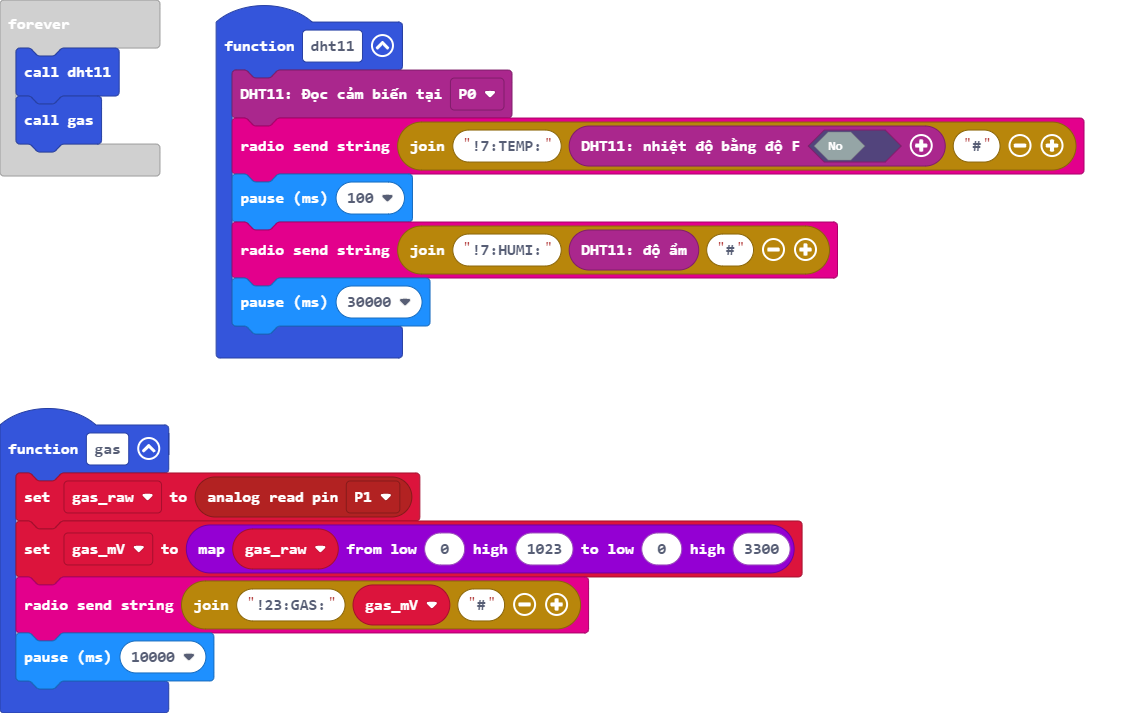 forever
call dht11
call gas
function dht11
DHT11: Đọc cảm biến tại P0
radio send string join "!7:TEMP:" DHT11: nhiệt độ bằng độ F No "#"
pause (ms) 100
radio send string join "!7:HUMI:" DHT11: độ ẩm "#"
pause (ms) 30000
function gas
set gas_raw to analog read pin P1
set gas_mV to map gas_raw from low 0 high 1023 to low 0 high 3300
radio send string join "!23:GAS:" gas_mV "#"
pause (ms) 10000